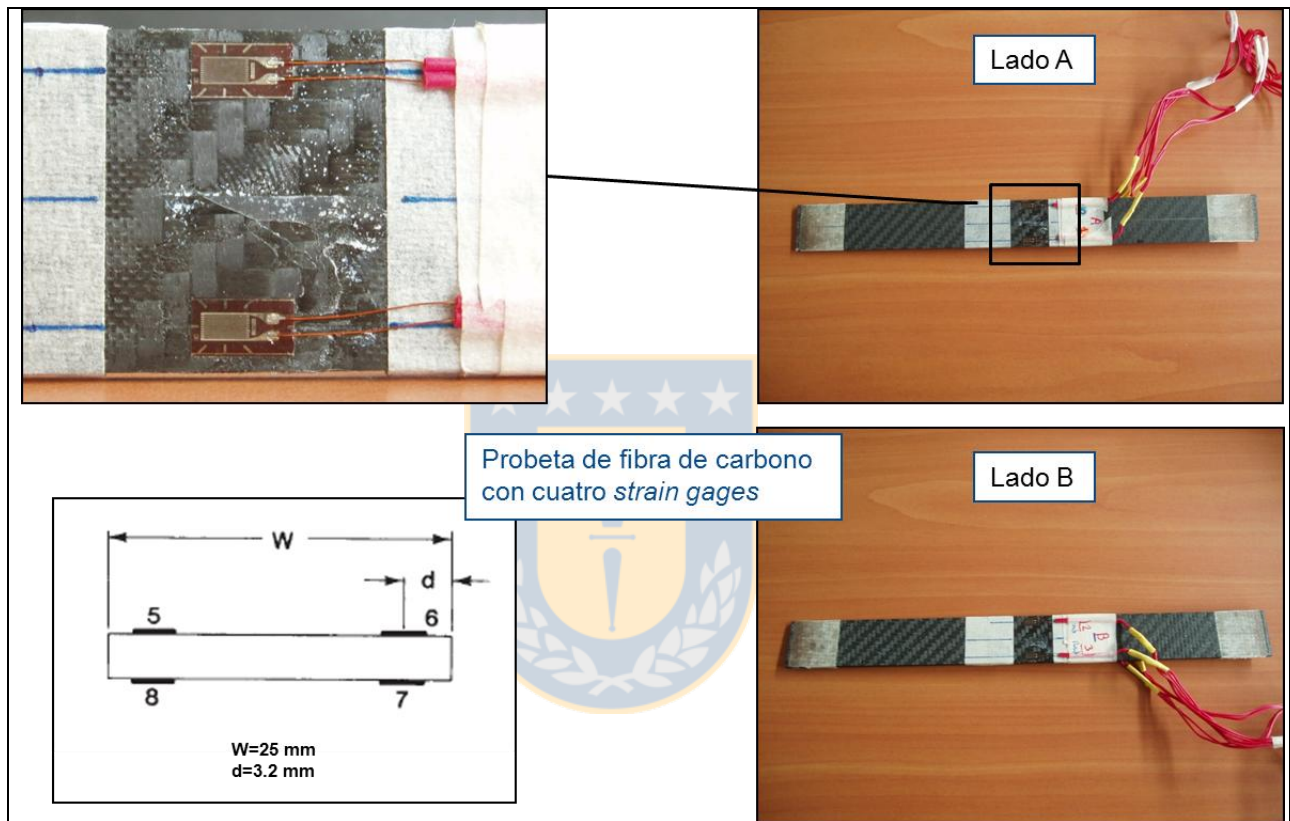 Lado A
A
Probeta de fibra de carbono
con cuatro strain gages
Lado B
B
W
d
5
6
8
7
W=25 mm
d=3.2 mm